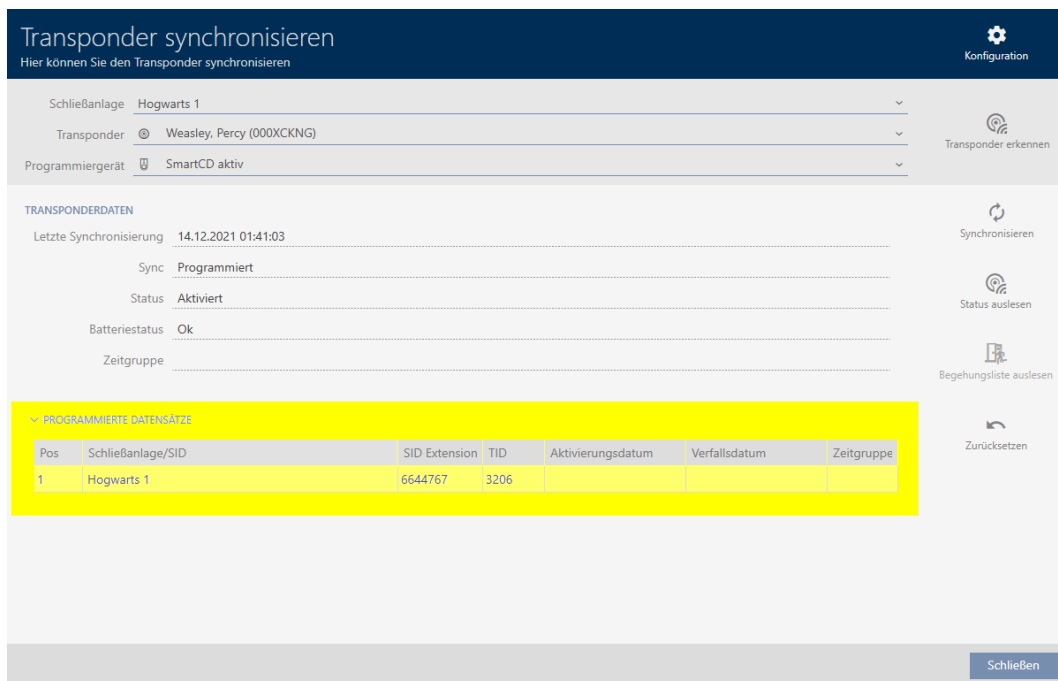 Transponder synchronisieren
Hier können Sie den Transponder synchronisieren
Konfiguration
Schließanlage Hogwarts 1
Transponder Weasley, Percy (000XCKNG)
Programmiergerät SmartCD aktiv
Transponder erkennen
TRANSPONDERDATEN
Letzte Synchronisierung 14.12.2021 01:41:03
Sync Programmiert
Status Aktiviert
Batteriestatus Ok
Zeitgruppe
Synchronisieren
Status auslesen
Begehungsliste auslesen
Zurücksetzen
PROGRAMMIERTE DATENSÄTZE
Pos Schließanlage/SID SID Extension TID Aktivierungsdatum Verfallsdatum Zeitgruppe
1 Hogwarts 1 6644767 3206
Schließen